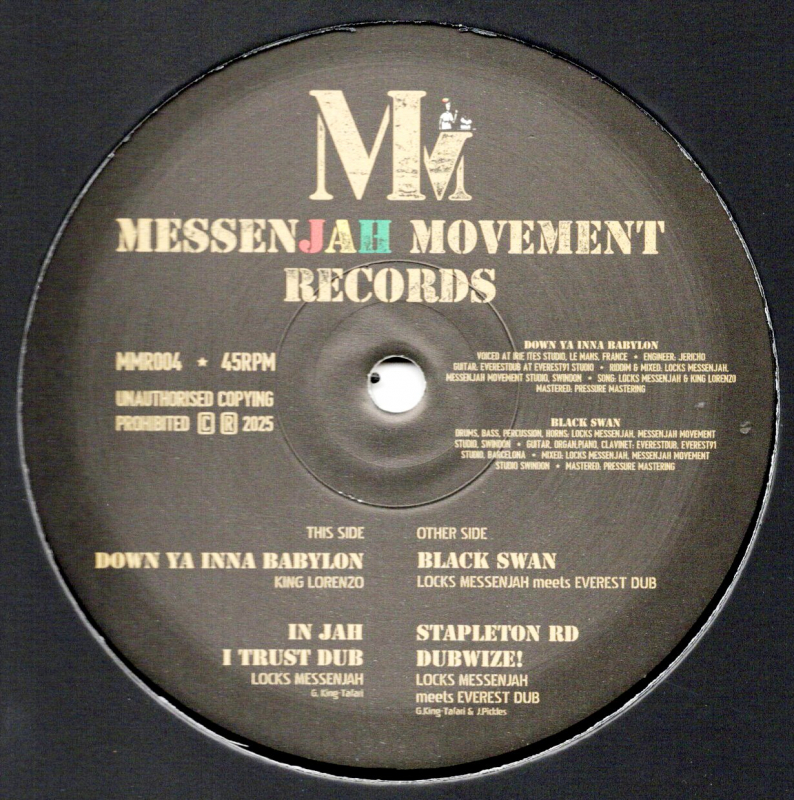 MM
MESSENJAH MOVEMENT
RECORDS
MMR004 ★ 45RPM
UNAUTHORISED COPYING
PROHIBITED © ® 2025
DOWN YA INNA BABYLON
VOICED AT IRIE ITES STUDIO, LE MANS, FRANCE • ENGINEER: JERICHO
GUITAR: EVERESTDUB AT EVEREST91 STUDIO • RIDDIM & MIXED: LOCKS MESSENJAH,
MESSENJAH MOVEMENT STUDIO, SWINDON • SONG: LOCKS MESSENJAH & KING LORENZO
MASTERED: PRESSURE MASTERING
BLACK SWAN
DRUMS, BASS, PERCUSSION, HORNS: LOCKS MESSENJAH, MESSENJAH MOVEMENT
STUDIO, SWINDON • GUITAR, ORGAN,PIANO, CLAVINET: EVERESTDUB, EVEREST91
STUDIO, BARCELONA • MIXED: LOCKS MESSENJAH, MESSENJAH MOVEMENT
STUDIO SWINDON • MASTERED: PRESSURE MASTERING
THIS SIDE
DOWN YA INNA BABYLON
KING LORENZO
IN JAH
I TRUST DUB
LOCKS MESSENJAH
G. King-Tafari
OTHER SIDE
BLACK SWAN
LOCKS MESSENJAH meets EVEREST DUB
STAPLETON RD
DUBWIZE!
LOCKS MESSENJAH
meets EVEREST DUB
G.King-Tafari & J.Pickles